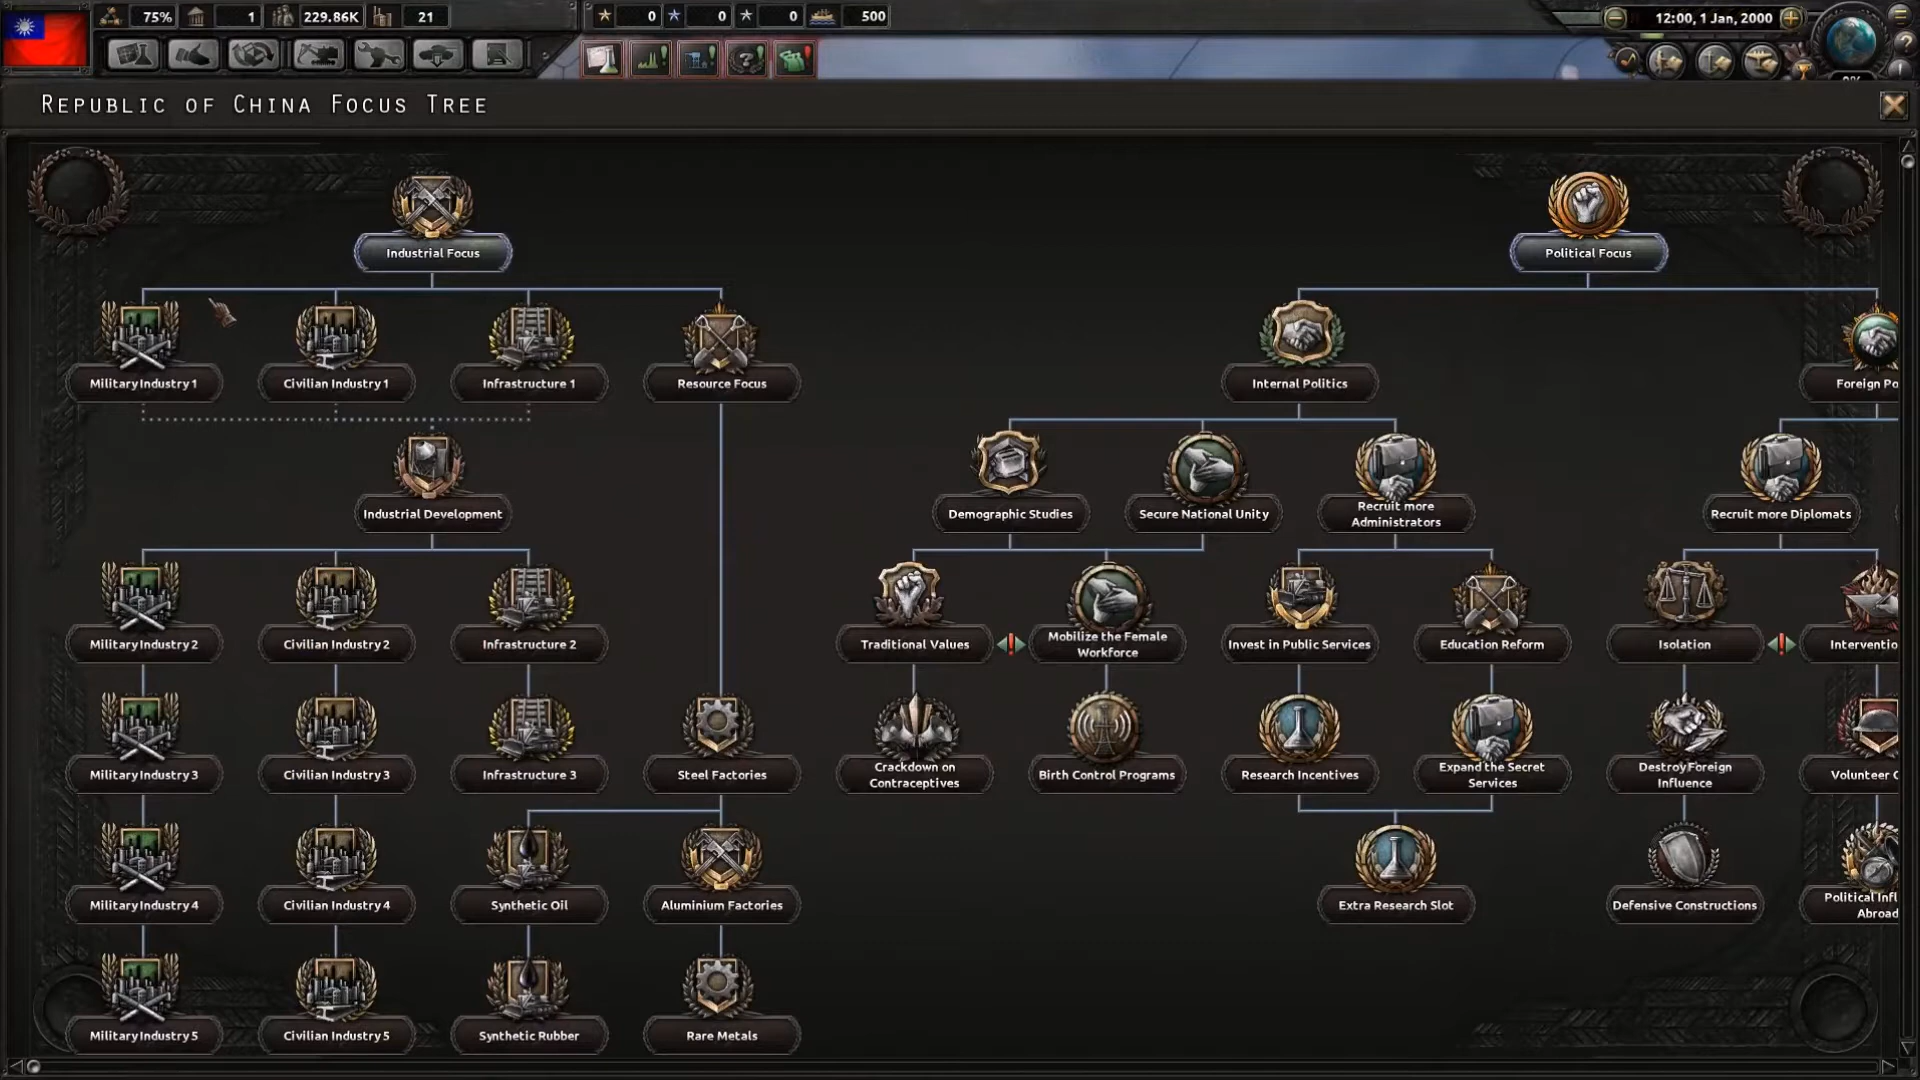 75%
1
229.86K
21
0
0
0
500
12:00, 1 Jan, 2000
Republic of China Focus Tree
Industrial Focus
Political Focus
Military Industry 1
Civilian Industry 1
Infrastructure 1
Resource Focus
Internal Politics
Foreign Po
Industrial Development
Demographic Studies
Secure National Unity
Recruit more
Administrators
Recruit more Diplomats
Military Industry 2
Civilian Industry 2
Infrastructure 2
Traditional Values
Mobilize the Female
Workforce
Invest in Public Services
Education Reform
Isolation
Interventio
Military Industry 3
Civilian Industry 3
Infrastructure 3
Steel Factories
Crackdown on
Contraceptives
Birth Control Programs
Research Incentives
Expand the Secret
Services
Destroy Foreign
Influence
Volunteer C
Military Industry 4
Civilian Industry 4
Synthetic Oil
Aluminium Factories
Extra Research Slot
Defensive Constructions
Political Infl
Abroad
Military Industry 5
Civilian Industry 5
Synthetic Rubber
Rare Metals